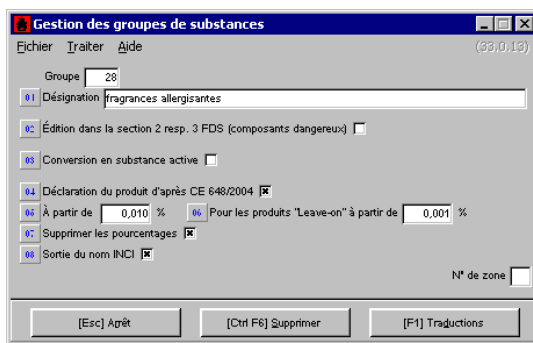 Gestion des groupes de substances
Fichier Traiter Aide (33.0.13)
Groupe 28
01 Désignation fragrances allergisantes
02 Édition dans la section 2 resp. 3 FDS (composants dangereux)
03 Conversion en substance active
04 Déclaration du produit d'après CE 648/2004
05 À partir de 0,010 % 06 Pour les produits "Leave-on" à partir de 0,001 %
07 Supprimer les pourcentages
08 Sortie du nom INCI
N° de zone
[Esc] Arrêt [Ctrl F6] Supprimer [F1] Traductions